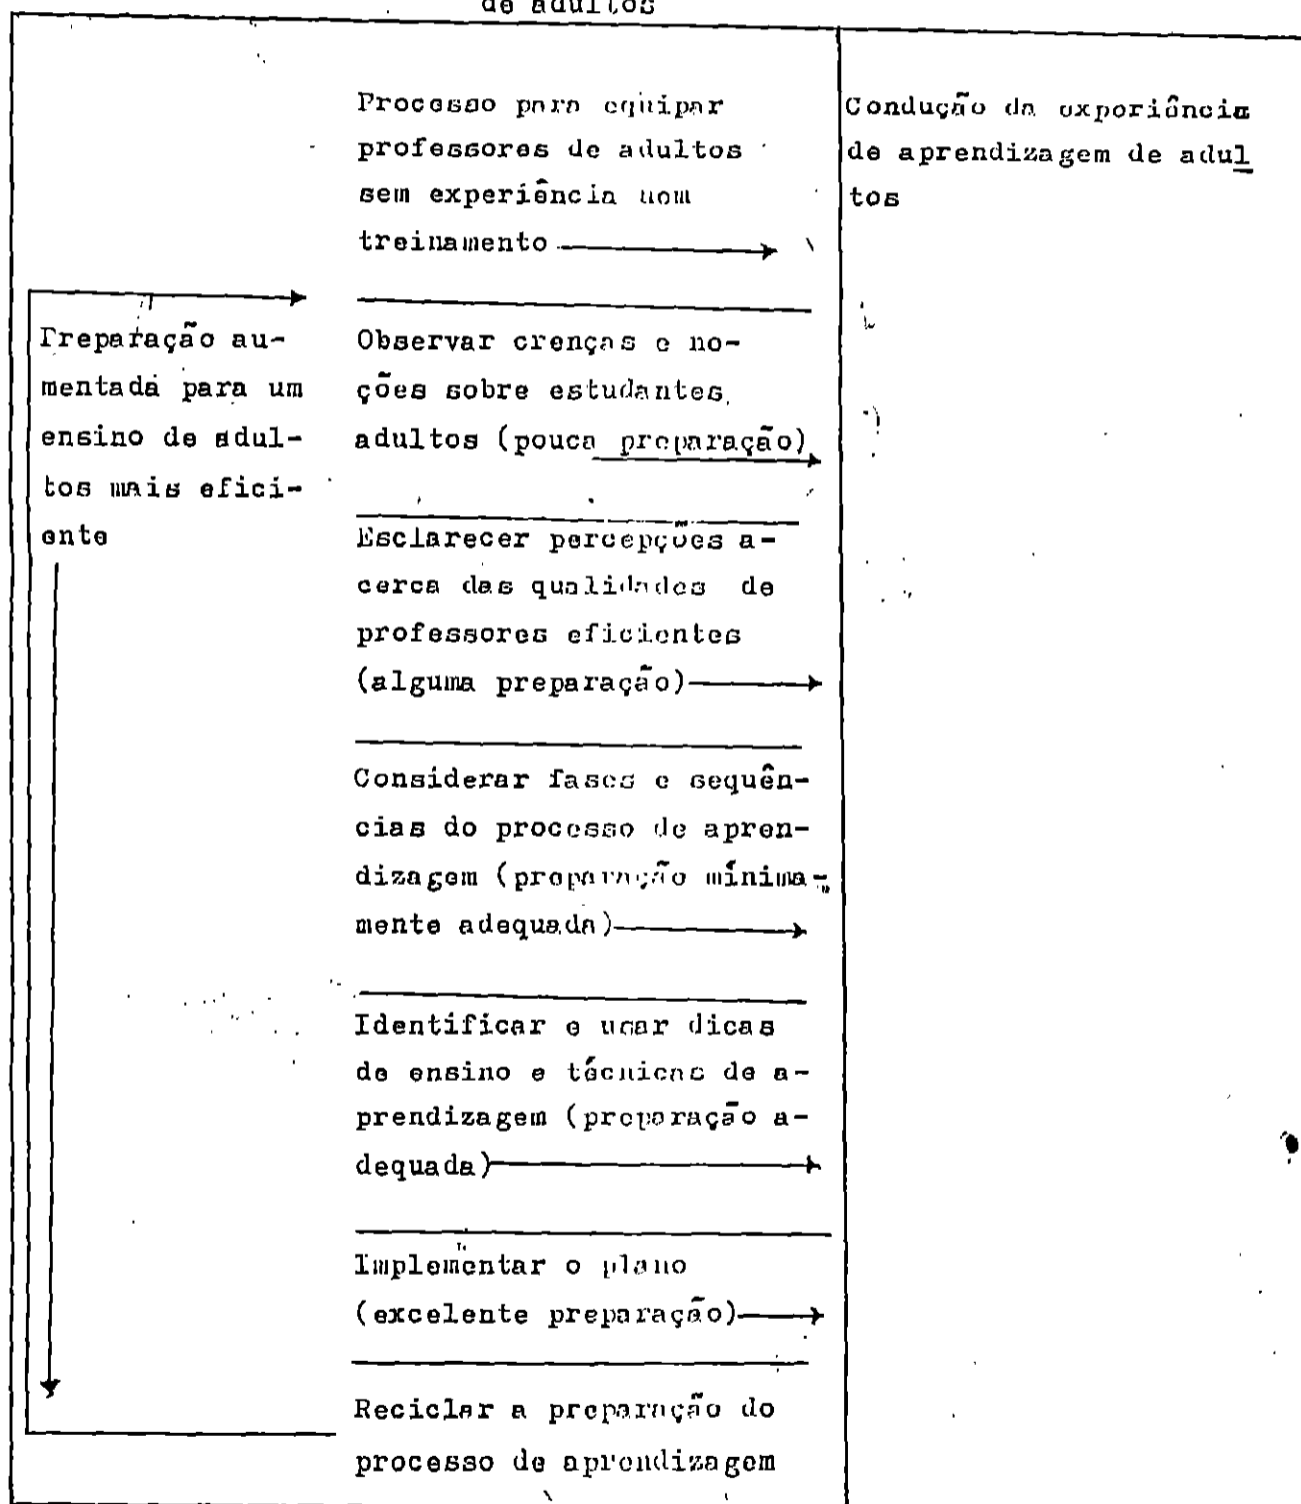 de adultos
Processo para equipar
professores de adultos
sem experiência nem
treinamento
Condução da experiência
de aprendizagem de adul
tos
Preparação au-
mentada para um
ensino de adul-
tos mais efici-
ente
Observar crenças e no-
ções sobre estudantes
adultos (pouca preparação)
Esclarecer percepções a-
cerca das qualidades de
professores eficientes
(alguma preparação)
Considerar fases e sequên-
cias do processo de apren-
dizagem (preparação mínima-
mente adequada)
Identificar e usar dicas
de ensino e técnicas de a-
prendizagem (preparação a-
dequada)
Implementar o plano
(excelente preparação)
Reciclar a preparação do
processo de aprendizagem